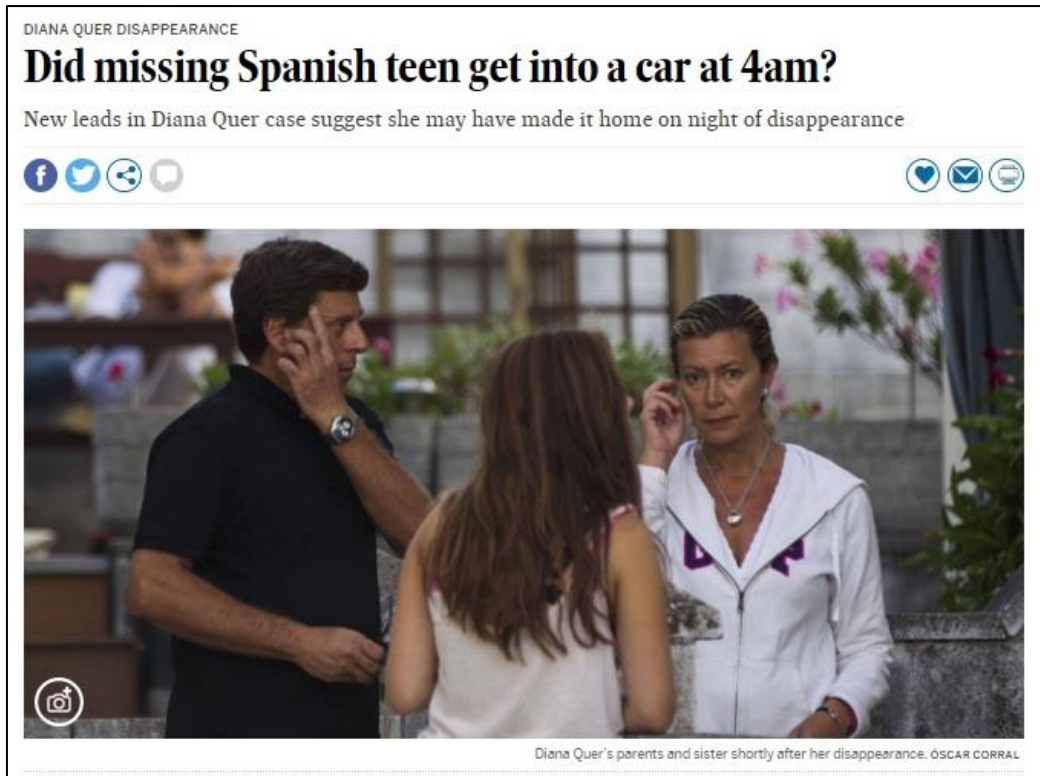 DIANA QUER DISAPPEARANCE
Did missing Spanish teen get into a car at 4am?
New leads in Diana Quer case suggest she may have made it home on night of disappearance
Diana Quer's parents and sister shortly after her disappearance. ÓSCAR CORRAL